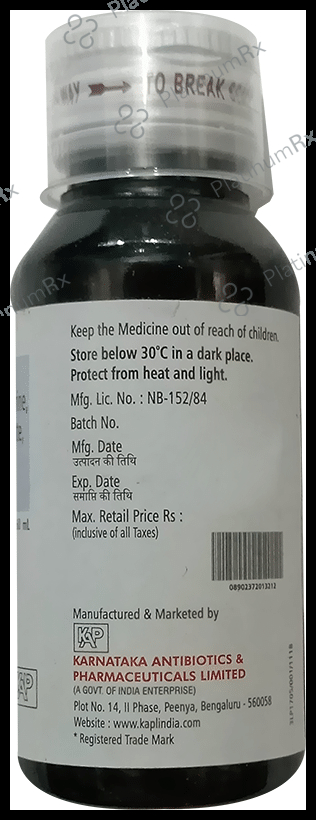 WAY TO BREAK
Keep the Medicine out of reach of children.
Store below 30°C in a dark place.
Protect from heat and light.
Mfg. Lic. No. : NB-152/84
Batch No.
Mfg. Date
उत्पादन की तिथि
Exp. Date
समाप्ति की तिथि
Max. Retail Price Rs :
(inclusive of all Taxes)
08902372013212
Manufactured & Marketed by
KAP
KARNATAKA ANTIBIOTICS &
PHARMACEUTICALS LIMITED
(A GOVT. OF INDIA ENTERPRISE)
Plot No. 14, II Phase, Peenya, Bengaluru - 560058
Website : www.kaplindia.com
* Registered Trade Mark
mL
PlatinumRx